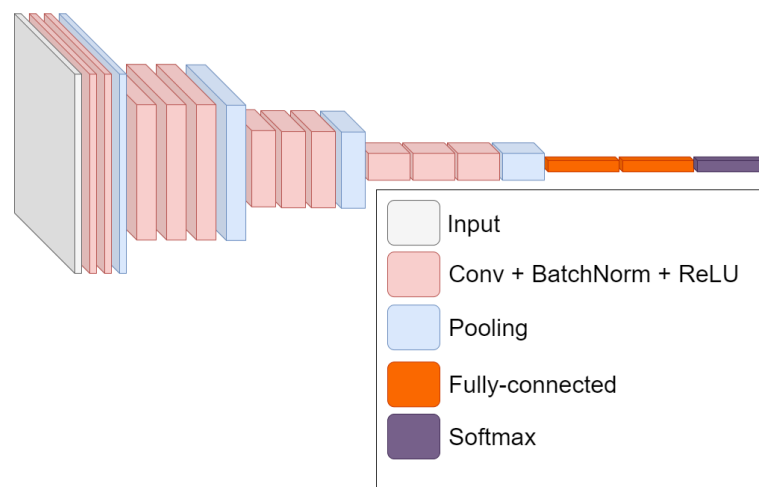 Input
Conv + BatchNorm + ReLU
Pooling
Fully-connected
Softmax